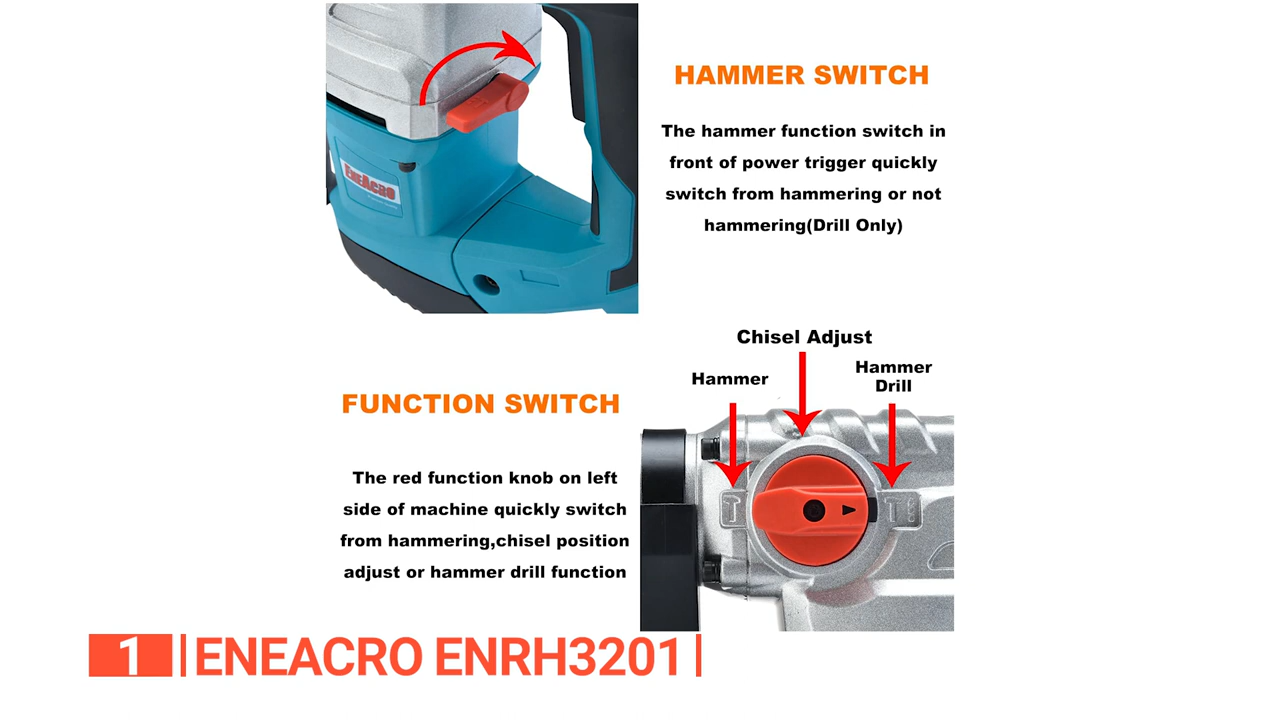 HAMMER SWITCH
The hammer function switch in
front of power trigger quickly
switch from hammering or not
hammering(Drill Only)
ENEACRO
Chisel Adjust
Hammer
Hammer
Drill
FUNCTION SWITCH
The red function knob on left
side of machine quickly switch
from hammering,chisel position
adjust or hammer drill function
1 ENEACRO ENRH3201